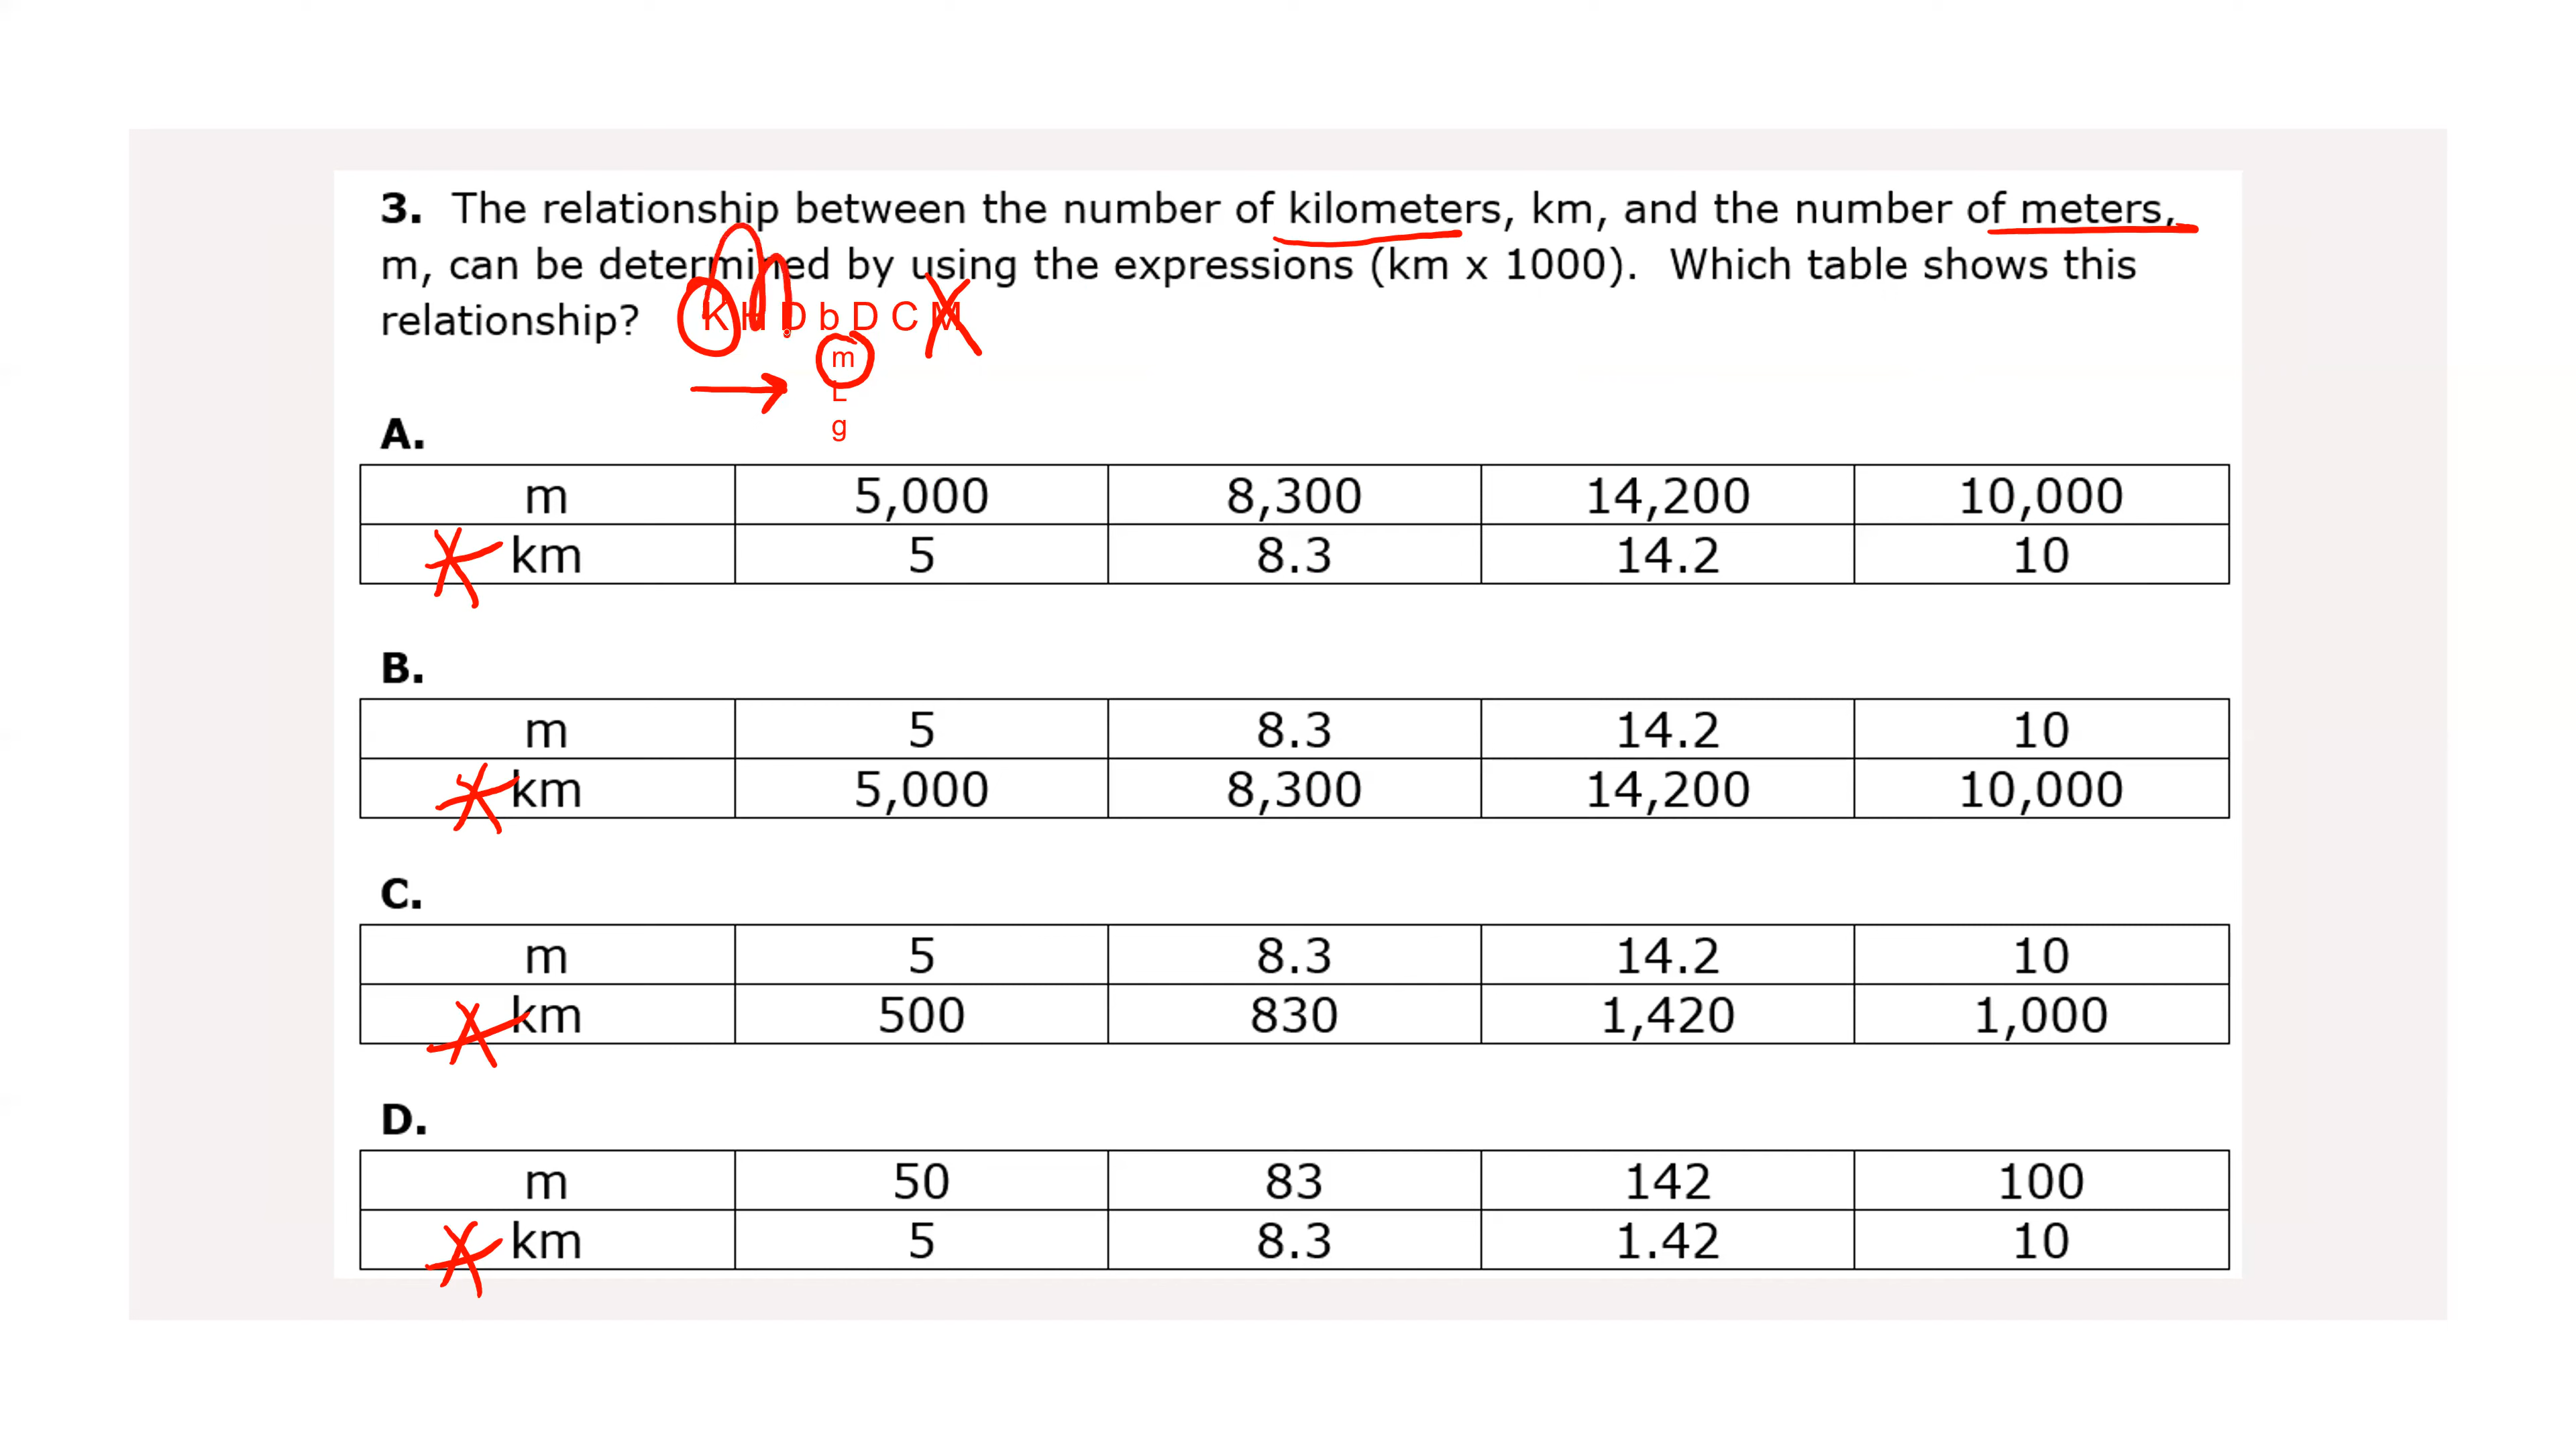 3. The relationship between the number of kilometers, km, and the number of meters,
m, can be determined by using the expressions (km x 1000). Which table shows this
relationship?
K H D b D C M
m
L
g
A.
m 5,000 8,300 14,200 10,000
km 5 8.3 14.2 10
B.
m 5 8.3 14.2 10
km 5,000 8,300 14,200 10,000
C.
m 5 8.3 14.2 10
km 500 830 1,420 1,000
D.
m 50 83 142 100
km 5 8.3 1.42 10